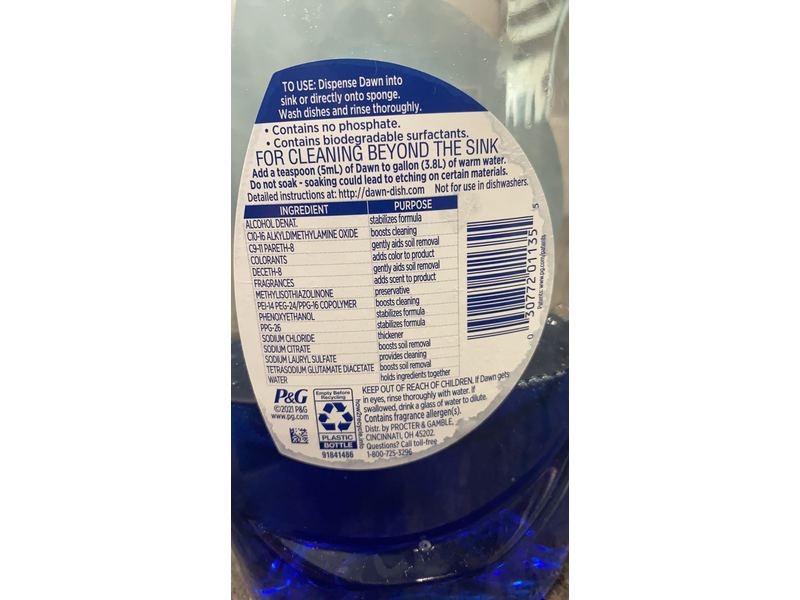 TO USE: Dispense Dawn into
sink or directly onto sponge.
Wash dishes and rinse thoroughly.
• Contains no phosphate.
• Contains biodegradable surfactants.
FOR CLEANING BEYOND THE SINK
Add a teaspoon (5mL) of Dawn to gallon (3.8L) of warm water.
Do not soak - soaking could lead to etching on certain materials.
Detailed instructions at: http://dawn-dish.com Not for use in dishwashers.
INGREDIENT PURPOSE
ALCOHOL DENAT. stabilizes formula
C10-16 ALKYLDIMETHYLAMINE OXIDE boosts cleaning
C9-11 PARETH-8 gently aids soil removal
COLORANTS adds color to product
DECETH-8 gently aids soil removal
FRAGRANCES adds scent to product
METHYLISOTHIAZOLINONE preservative
PEI-14 PEG-24/PPG-16 COPOLYMER boosts cleaning
PHENOXYETHANOL stabilizes formula
PPG-26 stabilizes formula
SODIUM CHLORIDE thickener
SODIUM CITRATE boosts soil removal
SODIUM LAURYL SULFATE provides cleaning
TETRASODIUM GLUTAMATE DIACETATE boosts soil removal
WATER holds ingredients together
0 30772 01135 5
Patents: www.pg.com/patents
P&G
©2021 P&G
www.pg.com
Empty Before
Recycling
PLASTIC
BOTTLE
how2recycle.info
91841486
KEEP OUT OF REACH OF CHILDREN. If Dawn gets
in eyes, rinse thoroughly with water. If
swallowed, drink a glass of water to dilute.
Contains fragrance allergen(s).
Distr. by PROCTER & GAMBLE,
CINCINNATI, OH 45202.
Questions? Call toll-free
1-800-725-3296